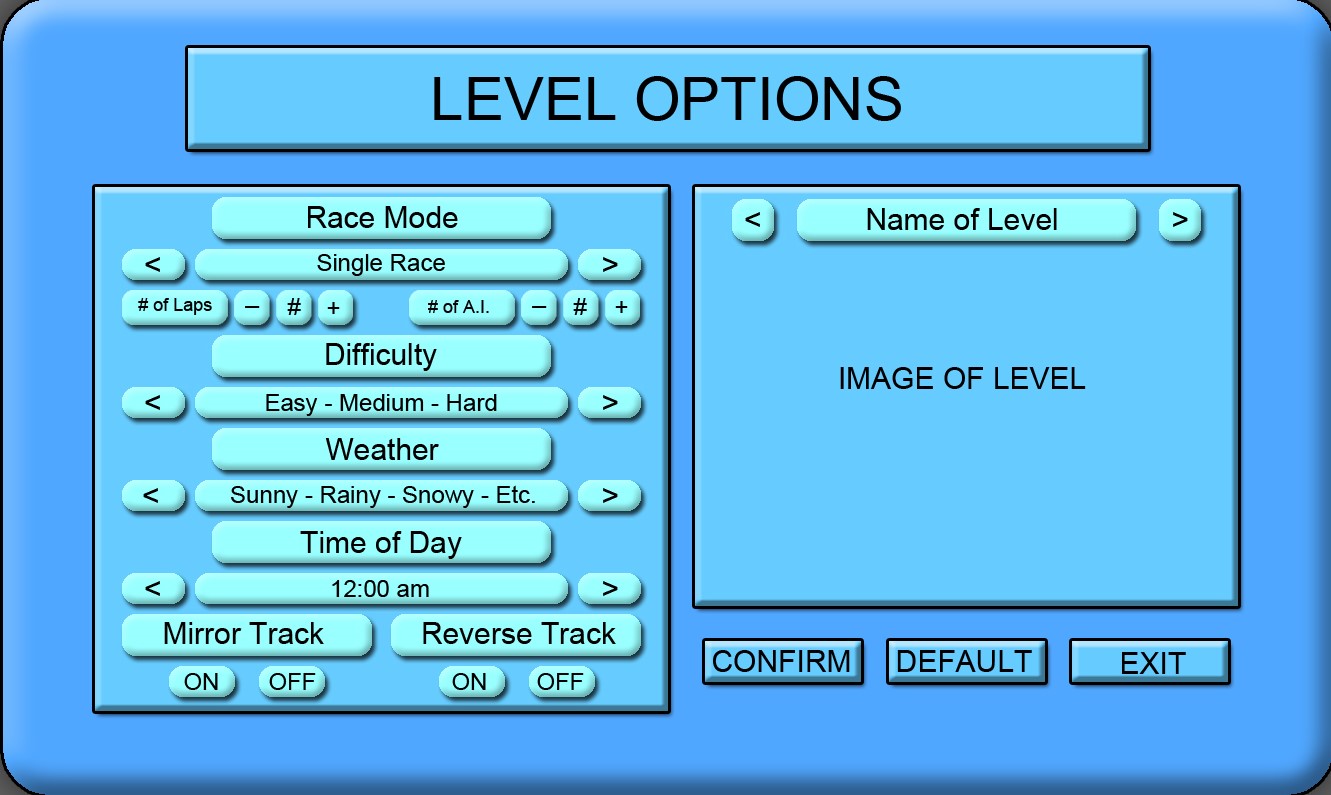 LEVEL OPTIONS
Race Mode
< Single Race >
# of Laps – # + # of A.I. – # +
Difficulty
< Easy - Medium - Hard >
Weather
< Sunny - Rainy - Snowy - Etc. >
Time of Day
< 12:00 am >
Mirror Track Reverse Track
ON OFF ON OFF
< Name of Level >
IMAGE OF LEVEL
CONFIRM DEFAULT EXIT